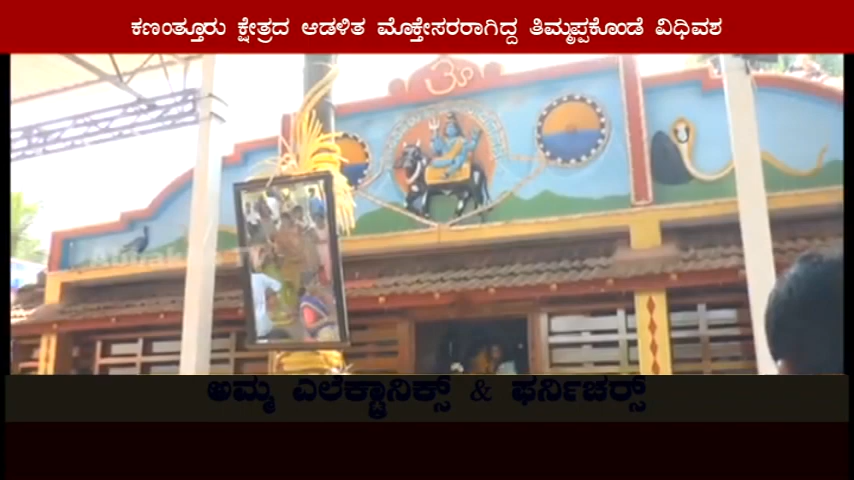 ಕಣಂತ್ತೂರು ಕ್ಷೇತ್ರದ ಆಡಳಿತ ಮೊಕ್ತೇಸರರಾಗಿದ್ದ ತಿಮ್ಮಪ್ಪಕೊಂಡೆ ವಿಧಿವಶ
ॐ
ಅಮ್ಮ ಎಲೆಕ್ಟ್ರಾನಿಕ್ಸ್ & ಫರ್ನಿಚರ್ಸ್